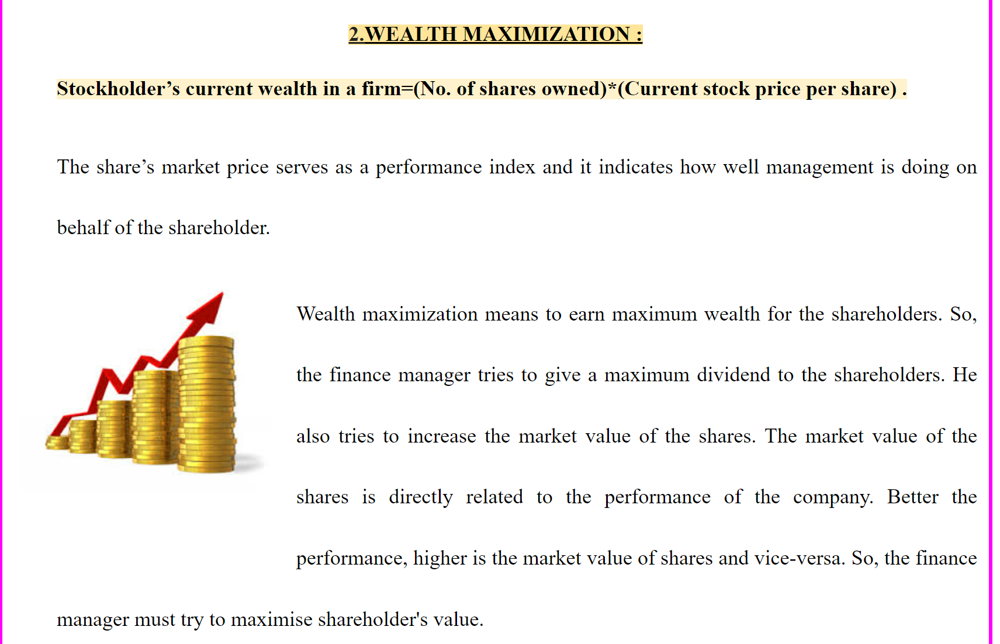 2.WEALTH MAXIMIZATION :
Stockholder’s current wealth in a firm=(No. of shares owned)*(Current stock price per share) .
The share’s market price serves as a performance index and it indicates how well management is doing on
behalf of the shareholder.
Wealth maximization means to earn maximum wealth for the shareholders. So,
the finance manager tries to give a maximum dividend to the shareholders. He
also tries to increase the market value of the shares. The market value of the
shares is directly related to the performance of the company. Better the
performance, higher is the market value of shares and vice-versa. So, the finance
manager must try to maximise shareholder's value.